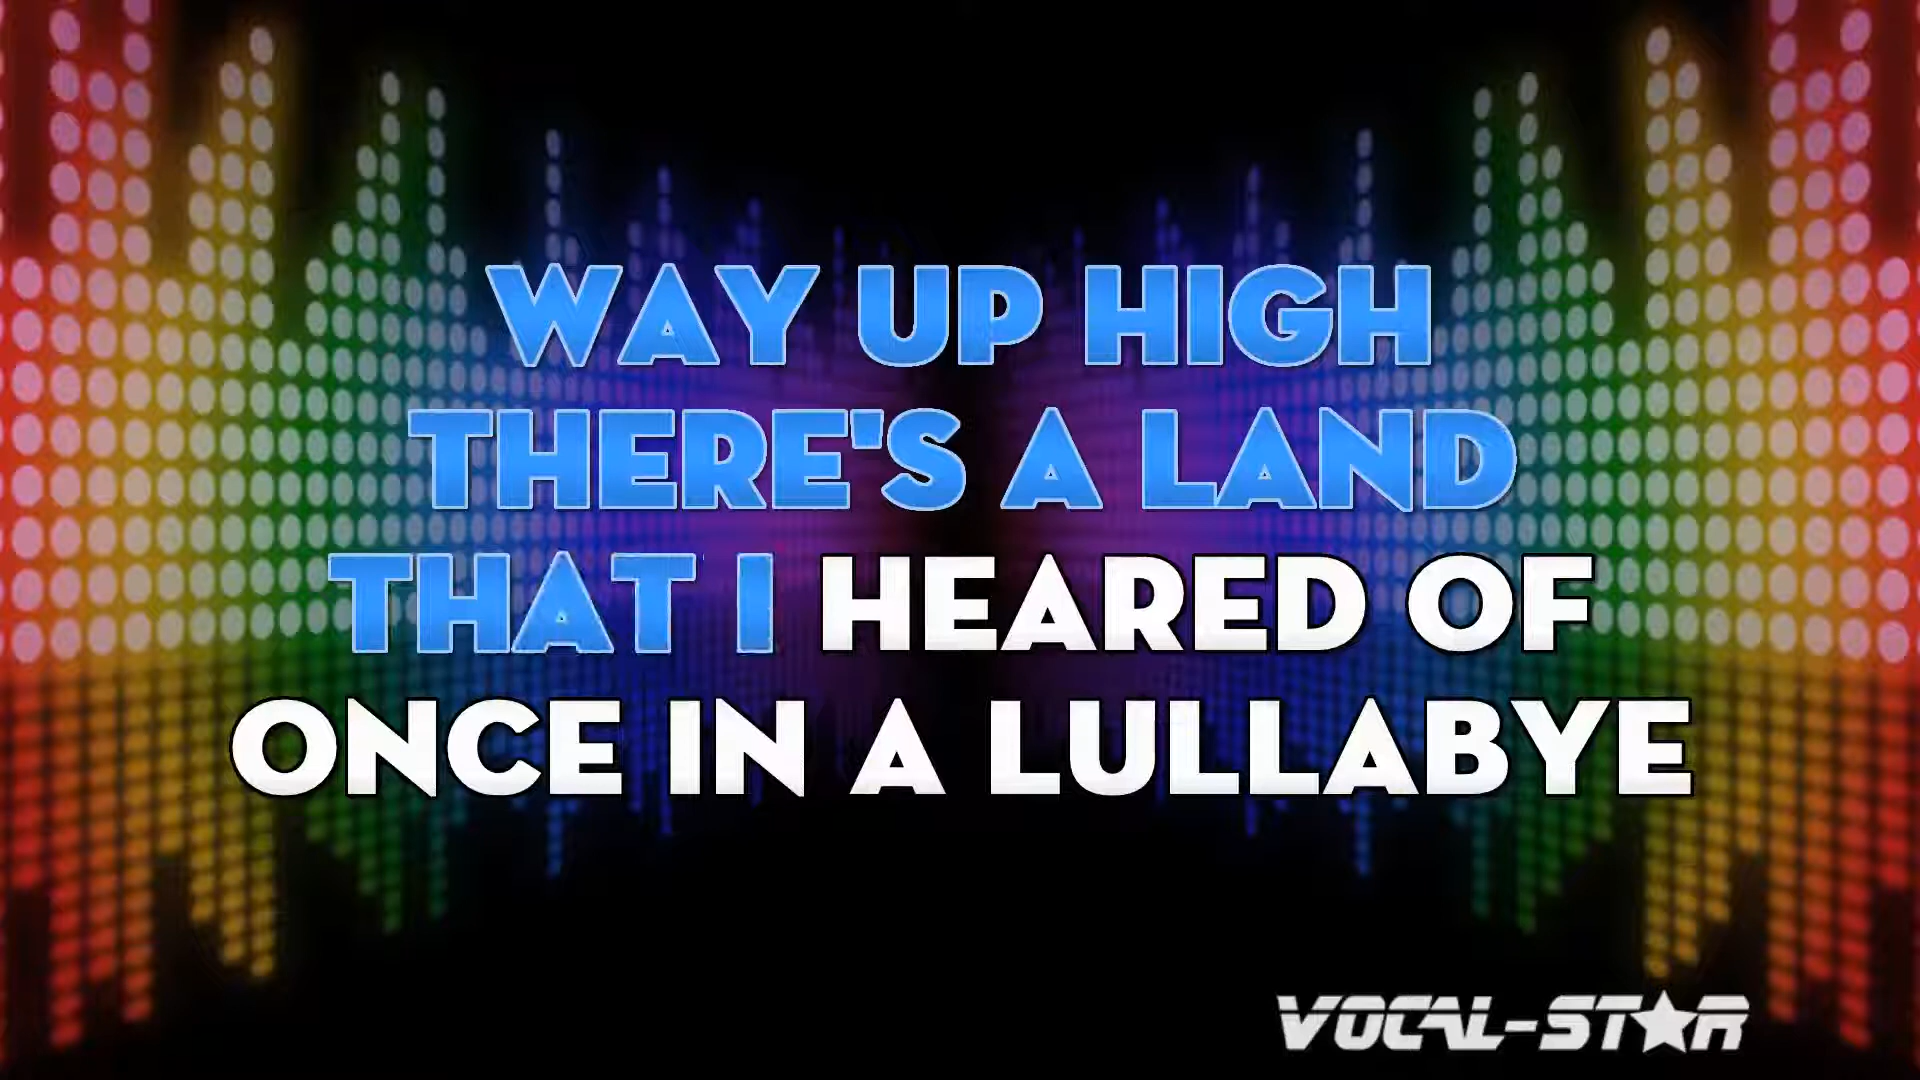 WAY UP HIGH
THERE'S A LAND
THAT I HEARED OF
ONCE IN A LULLABYE
VOCAL-STAR